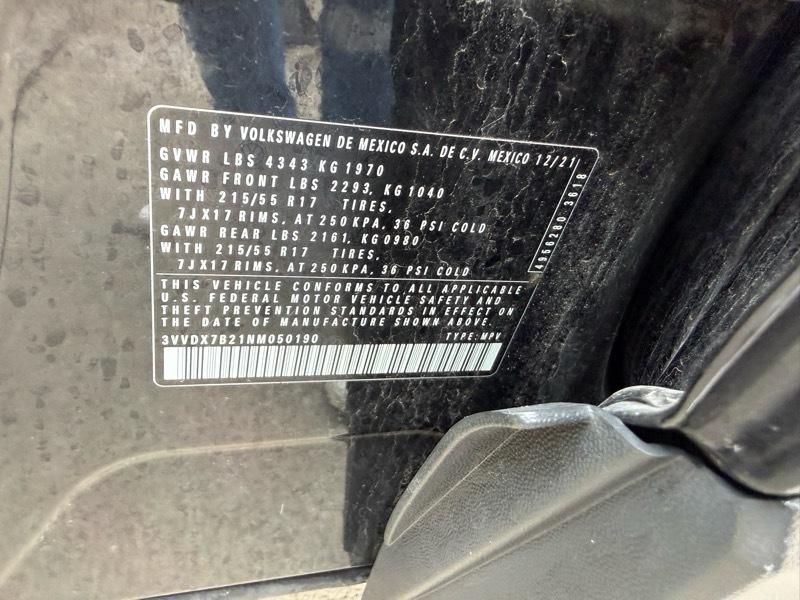 MFD BY VOLKSWAGEN DE MEXICO S.A. DE C.V. MEXICO 12/21
GVWR LBS 4343 KG 1970
GAWR FRONT LBS 2293, KG 1040
WITH 215/55 R17 TIRES,
7JX17 RIMS, AT 250 KPA, 36 PSI COLD
GAWR REAR LBS 2161, KG 0980
WITH 215/55 R17 TIRES,
7JX17 RIMS, AT 250 KPA, 36 PSI COLD
THIS VEHICLE CONFORMS TO ALL APPLICABLE
U.S. FEDERAL MOTOR VEHICLE SAFETY AND
THEFT PREVENTION STANDARDS IN EFFECT ON
THE DATE OF MANUFACTURE SHOWN ABOVE.
3VVDX7B21NM050190 TYPE: MPV
4956280 3618